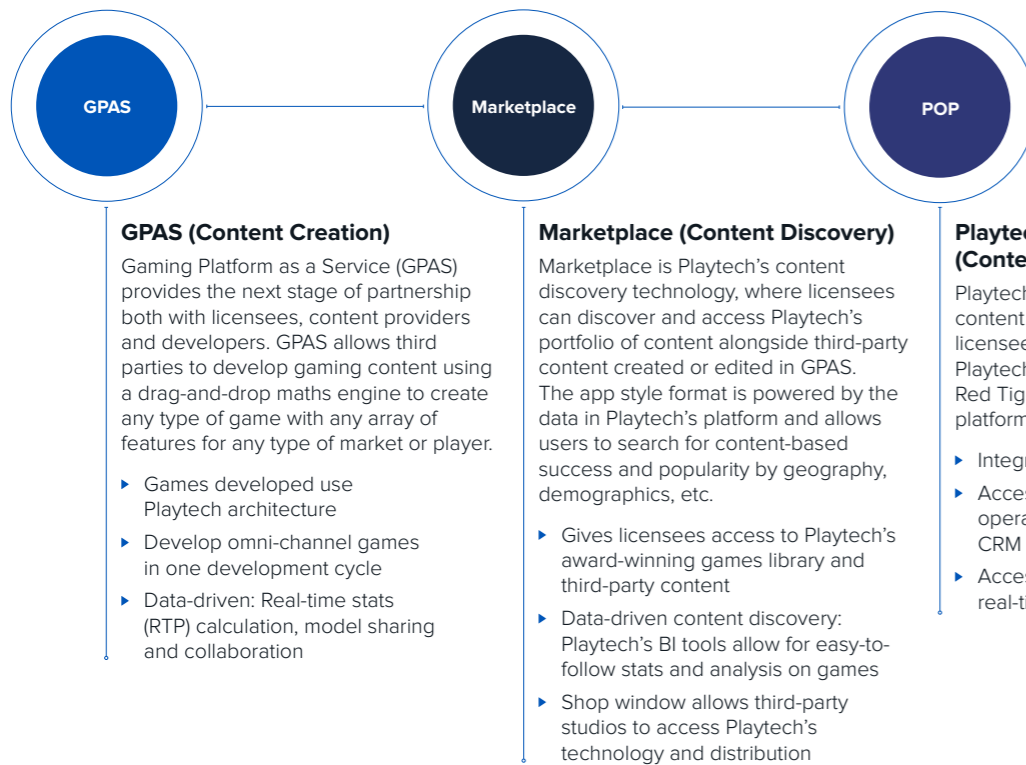 GPAS
Marketplace
POP
GPAS (Content Creation)
Gaming Platform as a Service (GPAS)
provides the next stage of partnership
both with licensees, content providers
and developers. GPAS allows third
parties to develop gaming content using
a drag-and-drop maths engine to create
any type of game with any array of
features for any type of market or player.
Games developed use
Playtech architecture
Develop omni-channel games
in one development cycle
Data-driven: Real-time stats
(RTP) calculation, model sharing
and collaboration
Marketplace (Content Discovery)
Marketplace is Playtech’s content
discovery technology, where licensees
can discover and access Playtech’s
portfolio of content alongside third-party
content created or edited in GPAS.
The app style format is powered by the
data in Playtech’s platform and allows
users to search for content-based
success and popularity by geography,
demographics, etc.
Gives licensees access to Playtech’s
award-winning games library and
third-party content
Data-driven content discovery:
Playtech’s BI tools allow for easy-to-
follow stats and analysis on games
Shop window allows third-party
studios to access Playtech’s
technology and distribution
content
Red
CRM